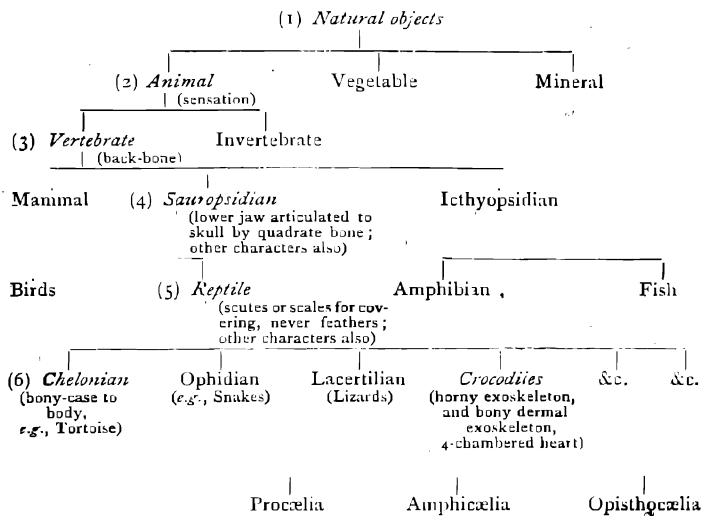 (1) Natural objects
(2) Animal Vegetable Mineral
(sensation)
(3) Vertebrate Invertebrate
(back-bone)
Mammal (4) Sauropsidian Icthyopsidian
(lower jaw articulated to
skull by quadrate bone;
other characters also)
Birds (5) Reptile Amphibian Fish
(scutes or scales for cov-
ering, never feathers;
other characters also)
(6) Chelonian Ophidian Lacertilian Crocodiles &c. &c.
(bony-case to (e.g., Snakes) (Lizards) (horny exoskeleton,
body, and bony dermal
e.g., Tortoise) exoskeleton,
4-chambered heart)
Procælia Amphicælia Opisthocælia